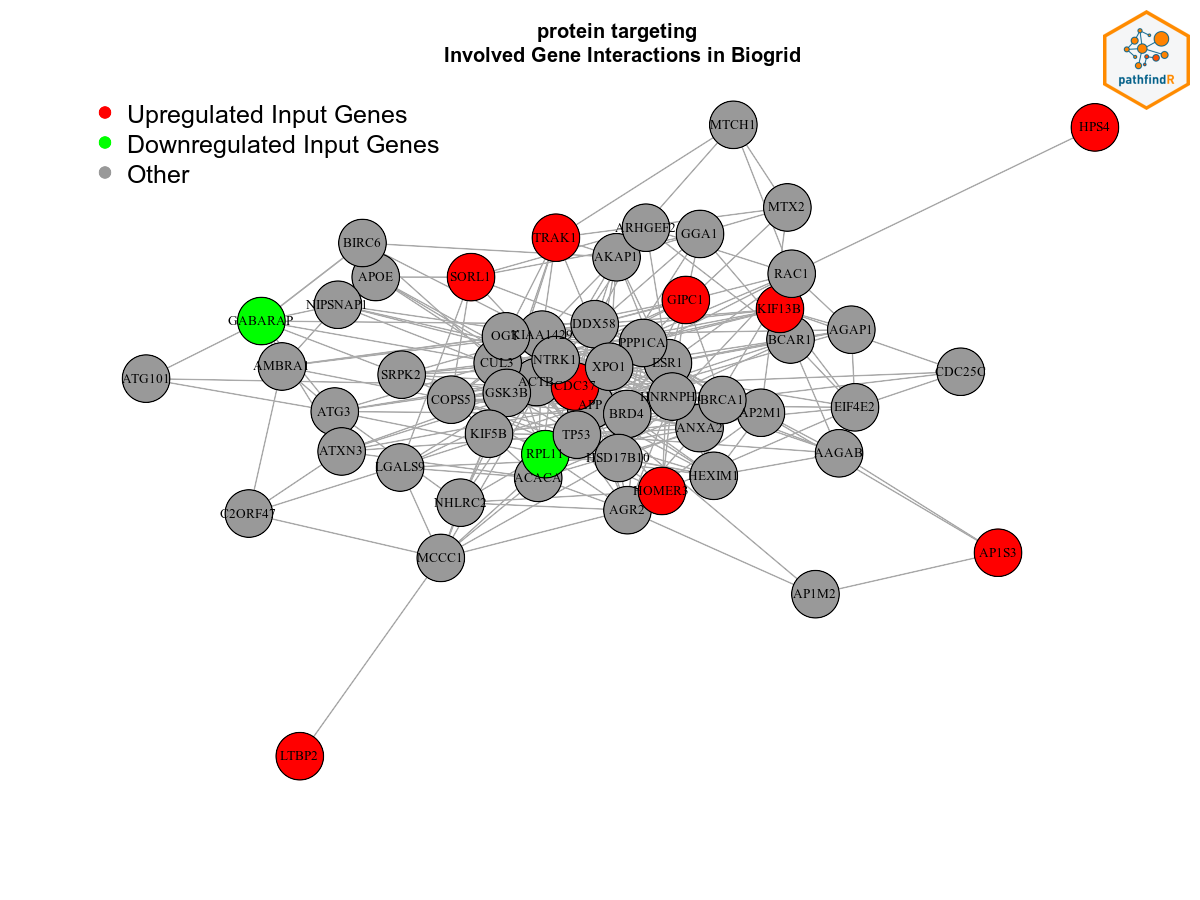 protein targeting
Involved Gene Interactions in Biogrid
pathfindR
Upregulated Input Genes
Downregulated Input Genes
Other
MTCH1
HPS4
MTX2
ARHGEF2
GGA1
TRAK1
BIRC6
AKAP1
RAC1
APOE
SORL1
GIPC1
NIPSNAP1
KIF13B
GABARAP
DDX58
AGAP1
OGT
KIAA1429
BCAR1
PPP1CA
NTRK1
CUL3
ESR1
AMBRA1
XPO1
CDC25C
SRPK2
ATG101
ACTB
CDC37
GSK3B
HNRNPH1
COPS5
BRCA1
APP
EIF4E2
ATG3
BRD4
AP2M1
ANXA2
KIF5B
TP53
ATXN3
RPL11
AAGAB
HSD17B10
LGALS9
HEXIM1
ACACA
HOMER3
NHLRC2
AGR2
C2ORF47
AP1S3
MCCC1
AP1M2
LTBP2